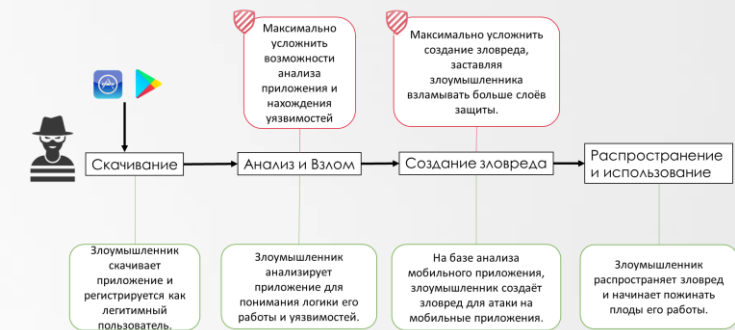 Максимально
усложнить
возможности
анализа
приложения и
нахождения
уязвимостей
Максимально усложнить
создание зловреда,
заставляя
злоумышленника
взламывать больше слоёв
защиты.
Скачивание
Анализ и Взлом
Создание зловреда
Распространение
и использование
Злоумышленник
скачивает
приложение и
регистрируется как
легитимный
пользователь.
Злоумышленник
анализирует
приложение для
понимания логики его
работы и уязвимостей.
На базе анализа
мобильного приложения,
злоумышленник создаёт
зловред для атаки на
мобильные приложения.
Злоумышленник
распространяет зловред
и начинает пожинать
плоды его работы.